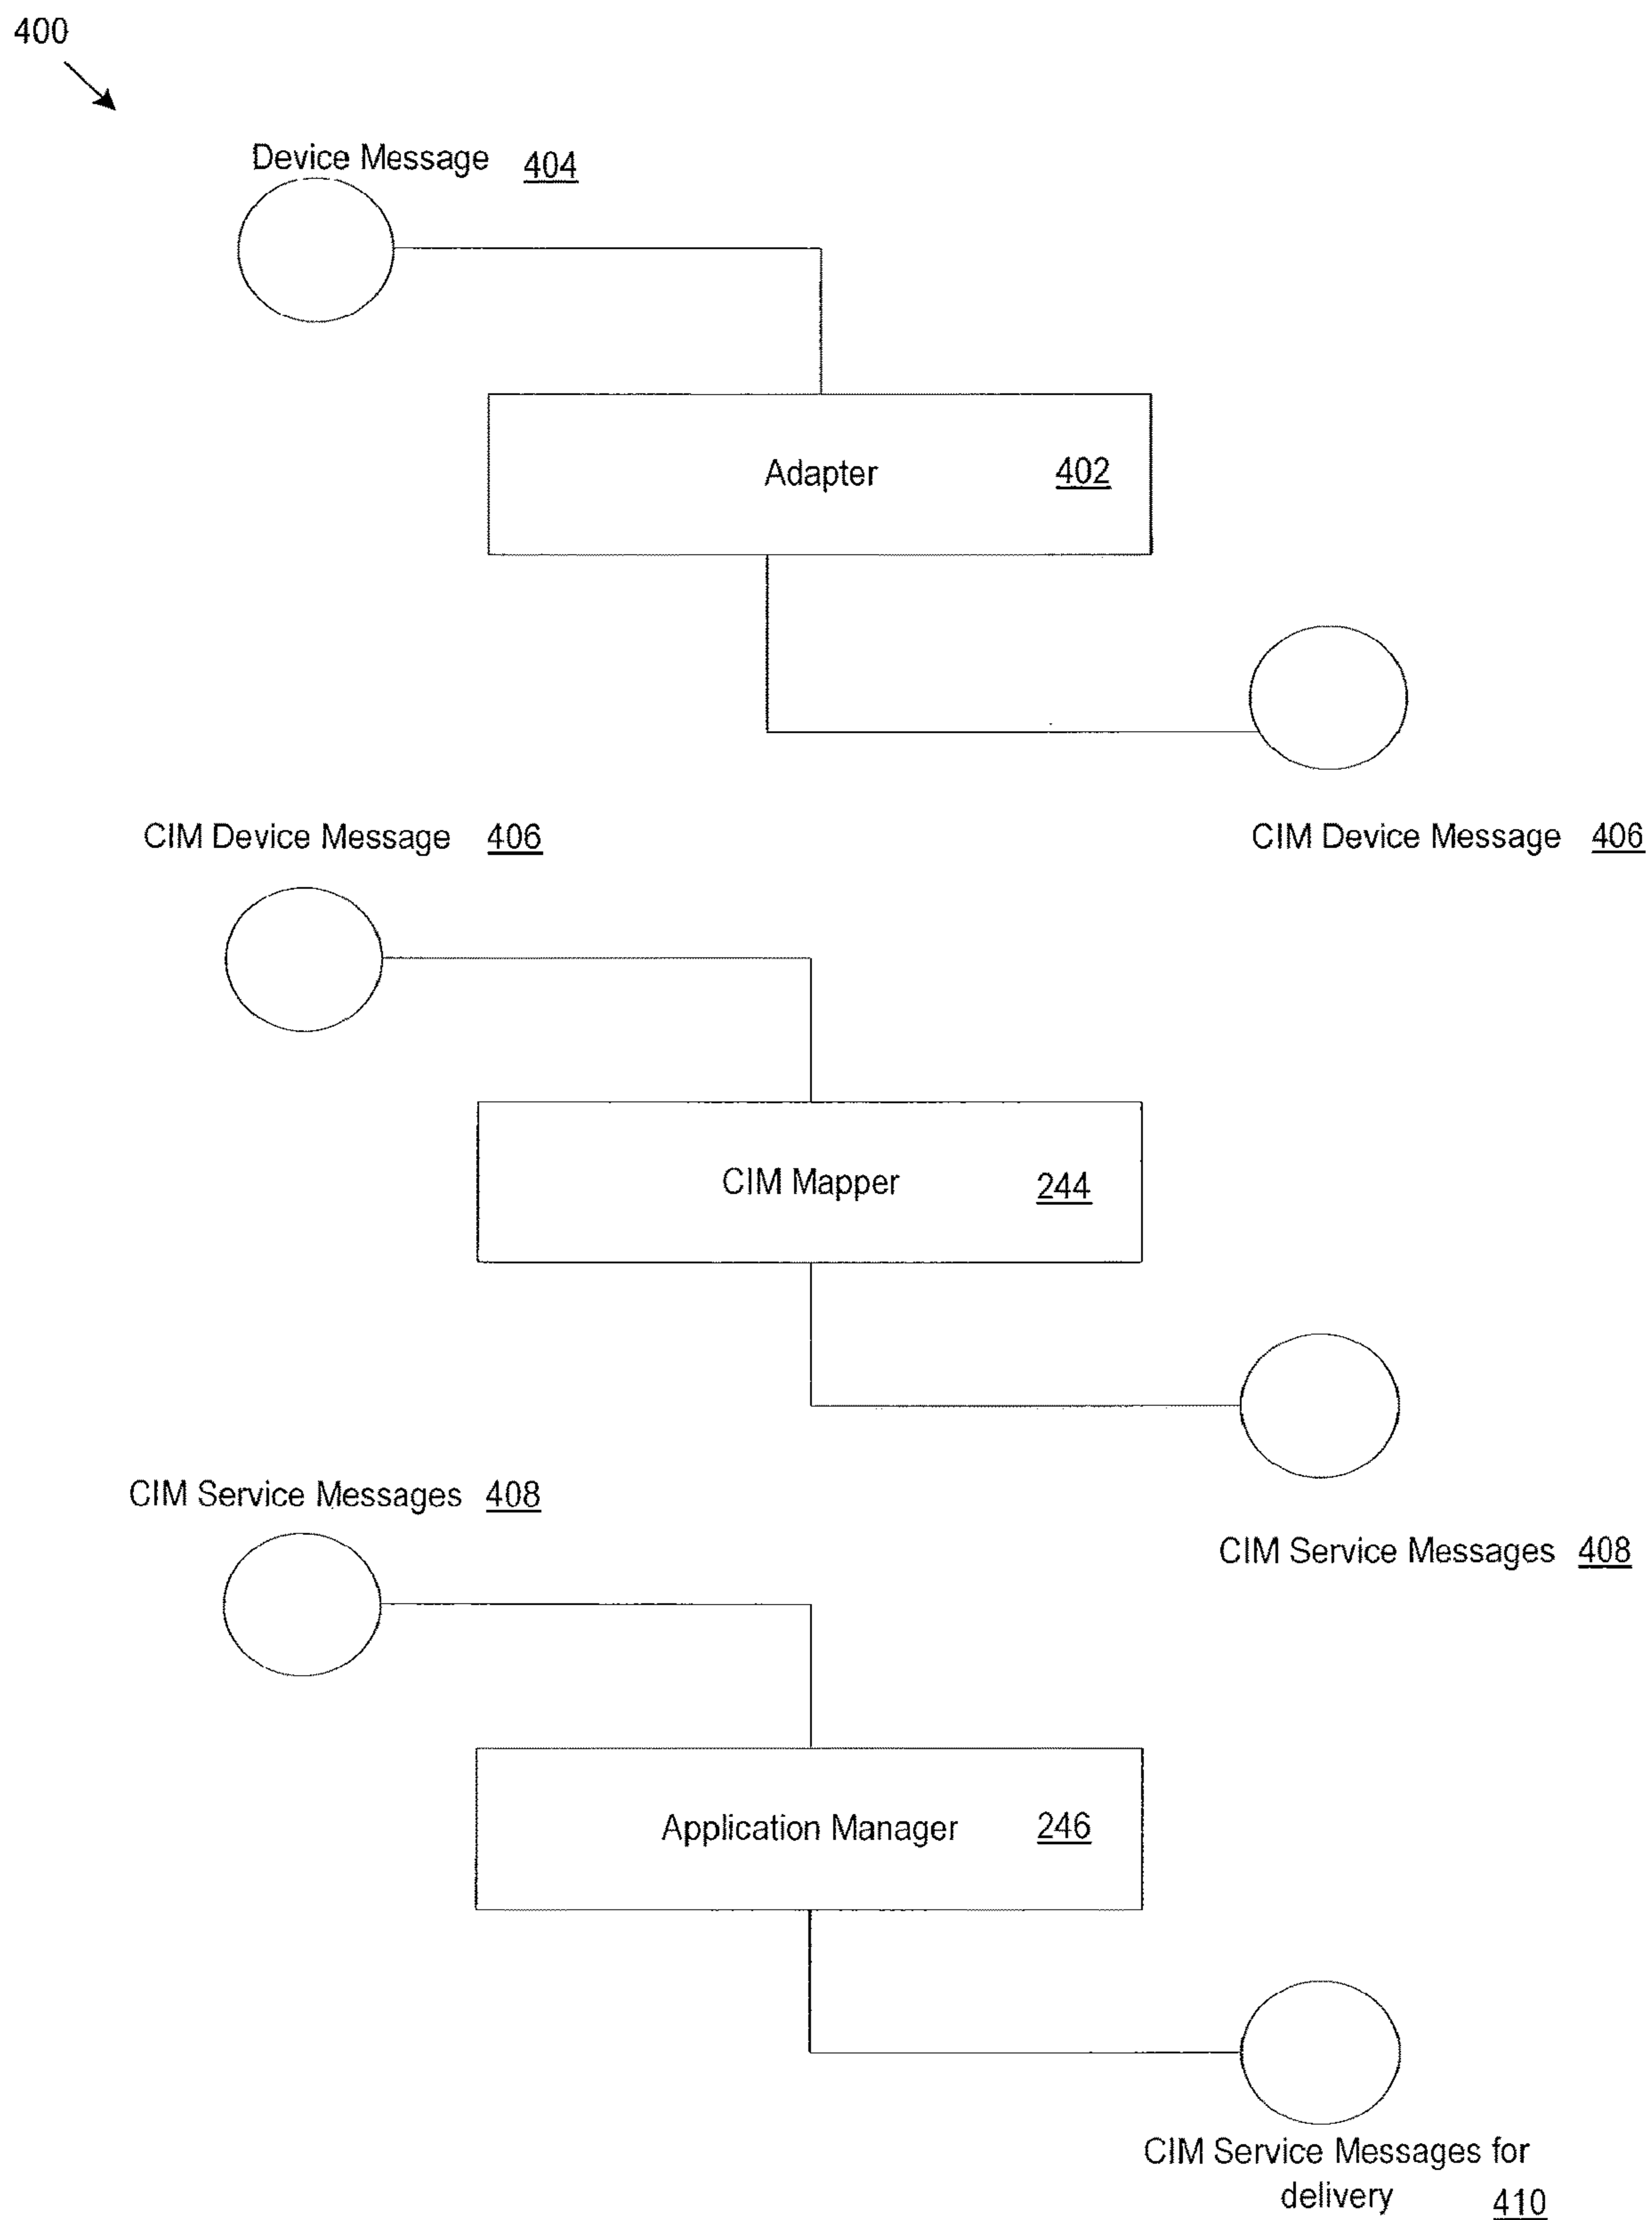 400
Device Message 404
Adapter 402
CIM Device Message 406
CIM Device Message 406
CIM Mapper 244
CIM Service Messages 408
CIM Service Messages 408
Application Manager 246
CIM Service Messages for
delivery 410